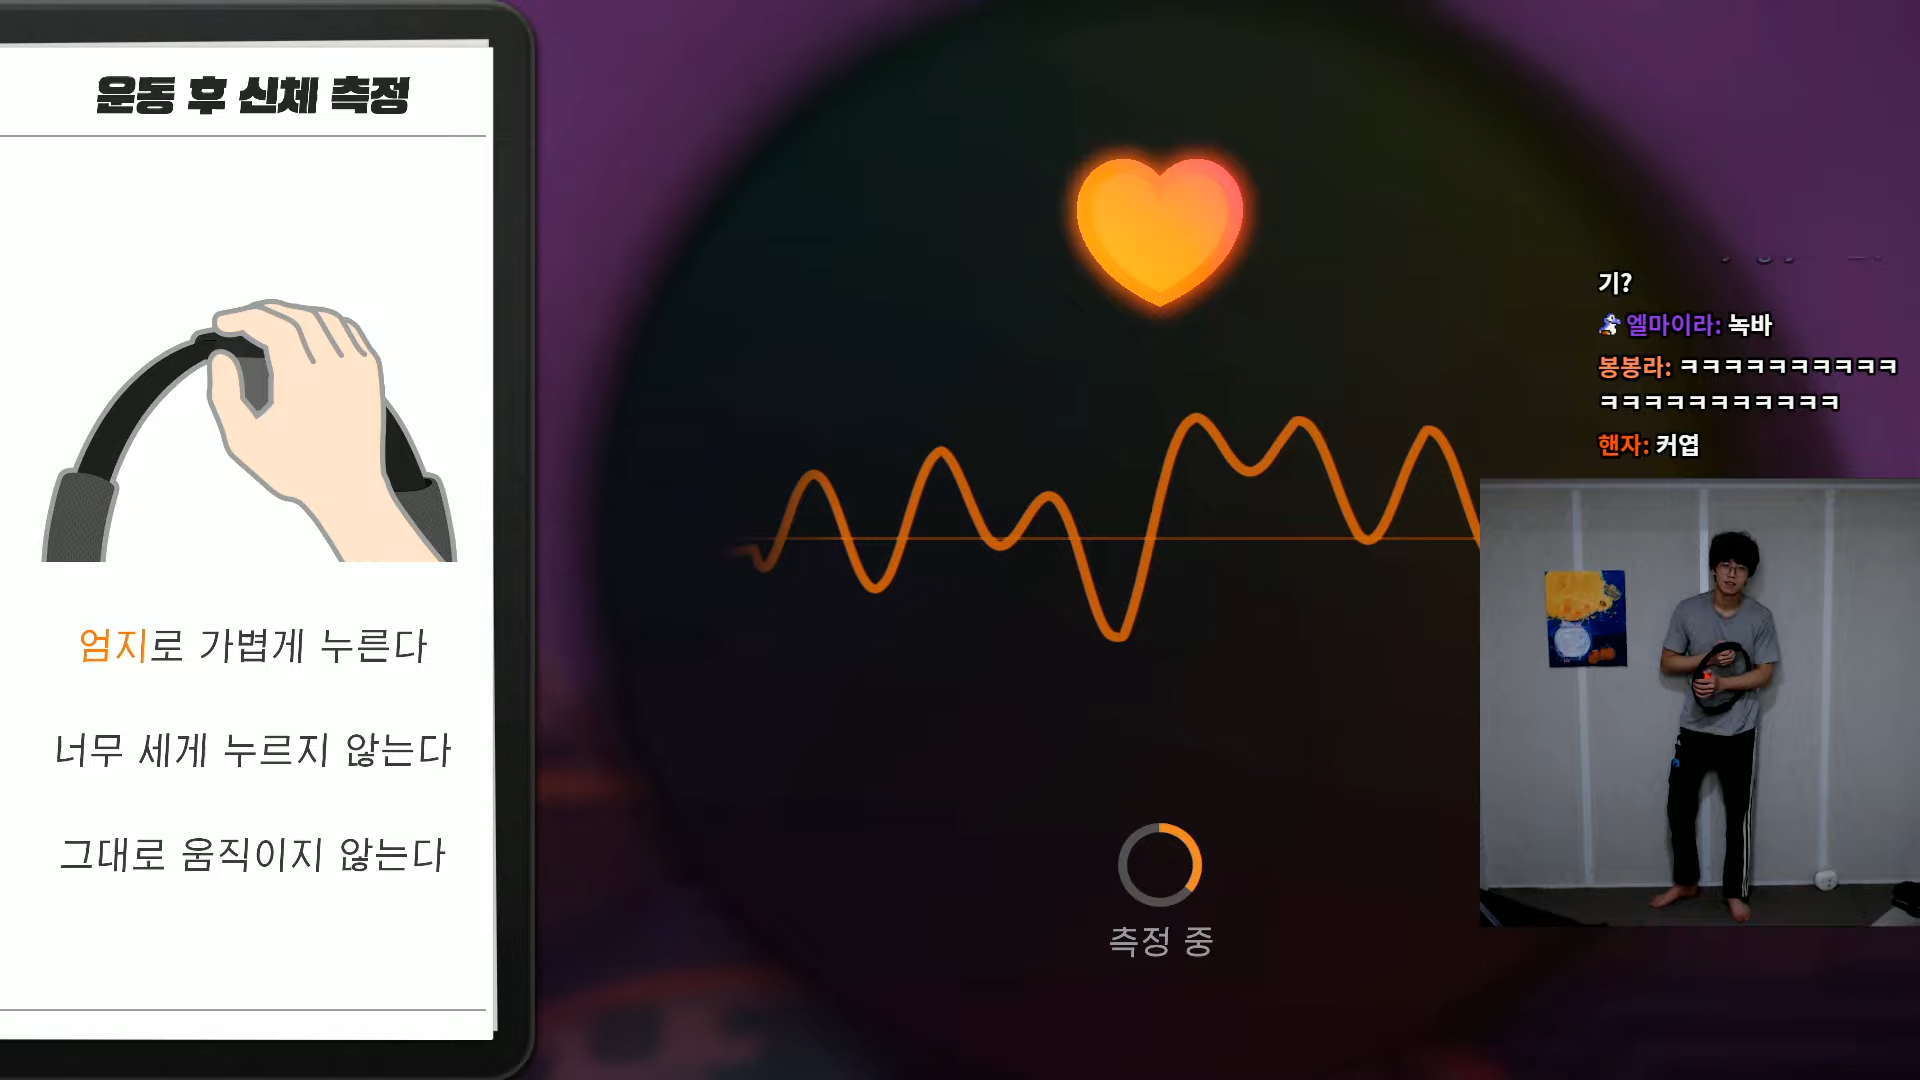 운동 후 신체 측정
엄지로 가볍게 누른다
너무 세게 누르지 않는다
그대로 움직이지 않는다
측정 중
기?
엘마이라: 녹바
봉봉라: ㅋㅋㅋㅋㅋㅋㅋㅋㅋㅋ
ㅋㅋㅋㅋㅋㅋㅋㅋㅋㅋㅋ
핸자: 커엽